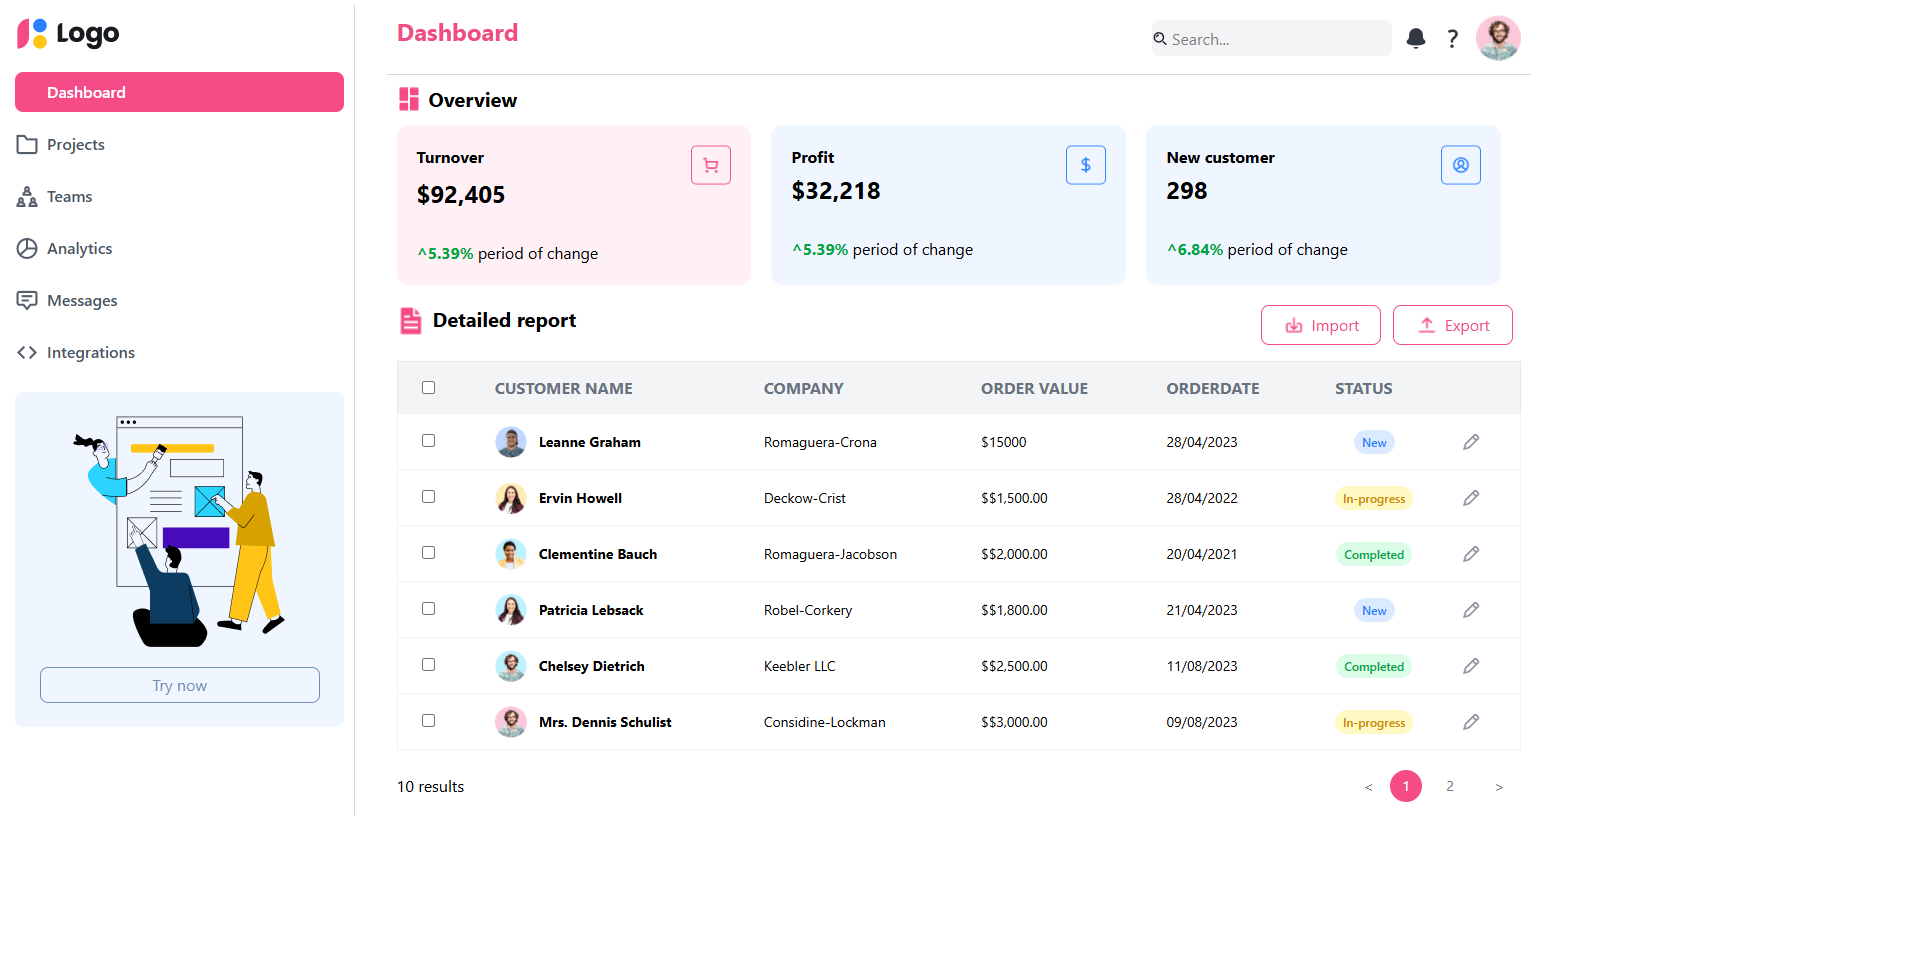 Logo
Dashboard
Projects
Teams
Analytics
Messages
Integrations
Try now
Dashboard
Search...
?
Overview
Turnover
$92,405
^5.39% period of change
Profit
$
$32,218
^5.39% period of change
New customer
298
^6.84% period of change
Detailed report
Import
Export
CUSTOMER NAME COMPANY ORDER VALUE ORDERDATE STATUS
Leanne Graham Romaguera-Crona $15000 28/04/2023 New
Ervin Howell Deckow-Crist $$1,500.00 28/04/2022 In-progress
Clementine Bauch Romaguera-Jacobson $$2,000.00 20/04/2021 Completed
Patricia Lebsack Robel-Corkery $$1,800.00 21/04/2023 New
Chelsey Dietrich Keebler LLC $$2,500.00 11/08/2023 Completed
Mrs. Dennis Schulist Considine-Lockman $$3,000.00 09/08/2023 In-progress
10 results
< 1 2 >